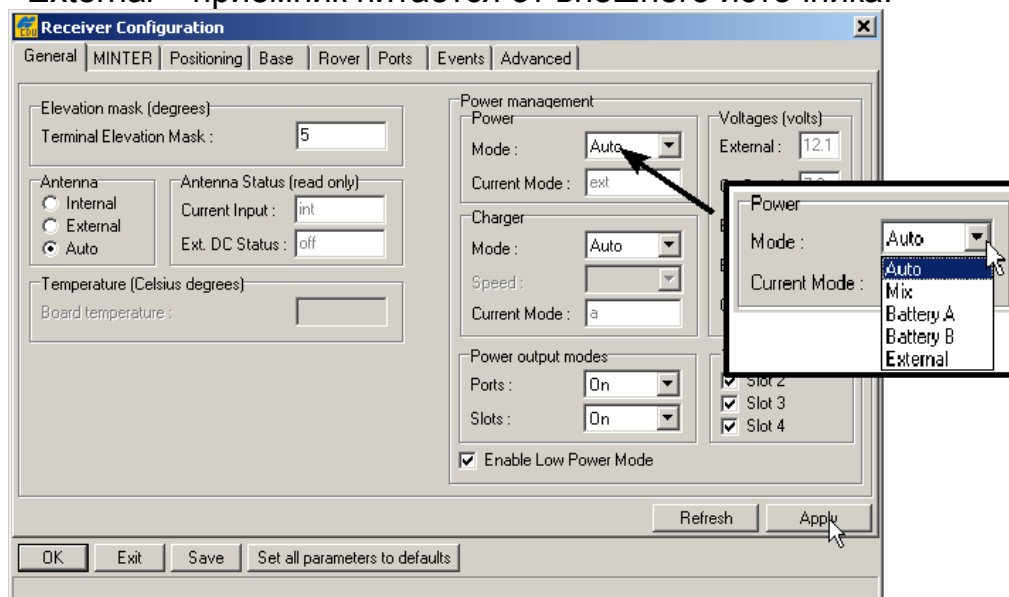 External – приемник питается от внешнего источника.
CDU Receiver Configuration
General MINTER Positioning Base Rover Ports Events Advanced
Elevation mask (degrees)
Terminal Elevation Mask : 5
Antenna
Internal
External
Auto
Antenna Status (read only)
Current Input : int
Ext. DC Status : off
Temperature (Celsius degrees)
Board temperature :
Power management
Power
Mode : Auto
Current Mode : ext
Charger
Mode : Auto
Speed :
Current Mode : a
Power output modes
Ports : On
Slots : On
Enable Low Power Mode
Voltages (volts)
External : 12.1
Slot 2
Slot 3
Slot 4
Power
Mode : Auto
Current Mode :
Auto
Mix
Battery A
Battery B
External
Refresh Apply
OK Exit Save Set all parameters to defaults